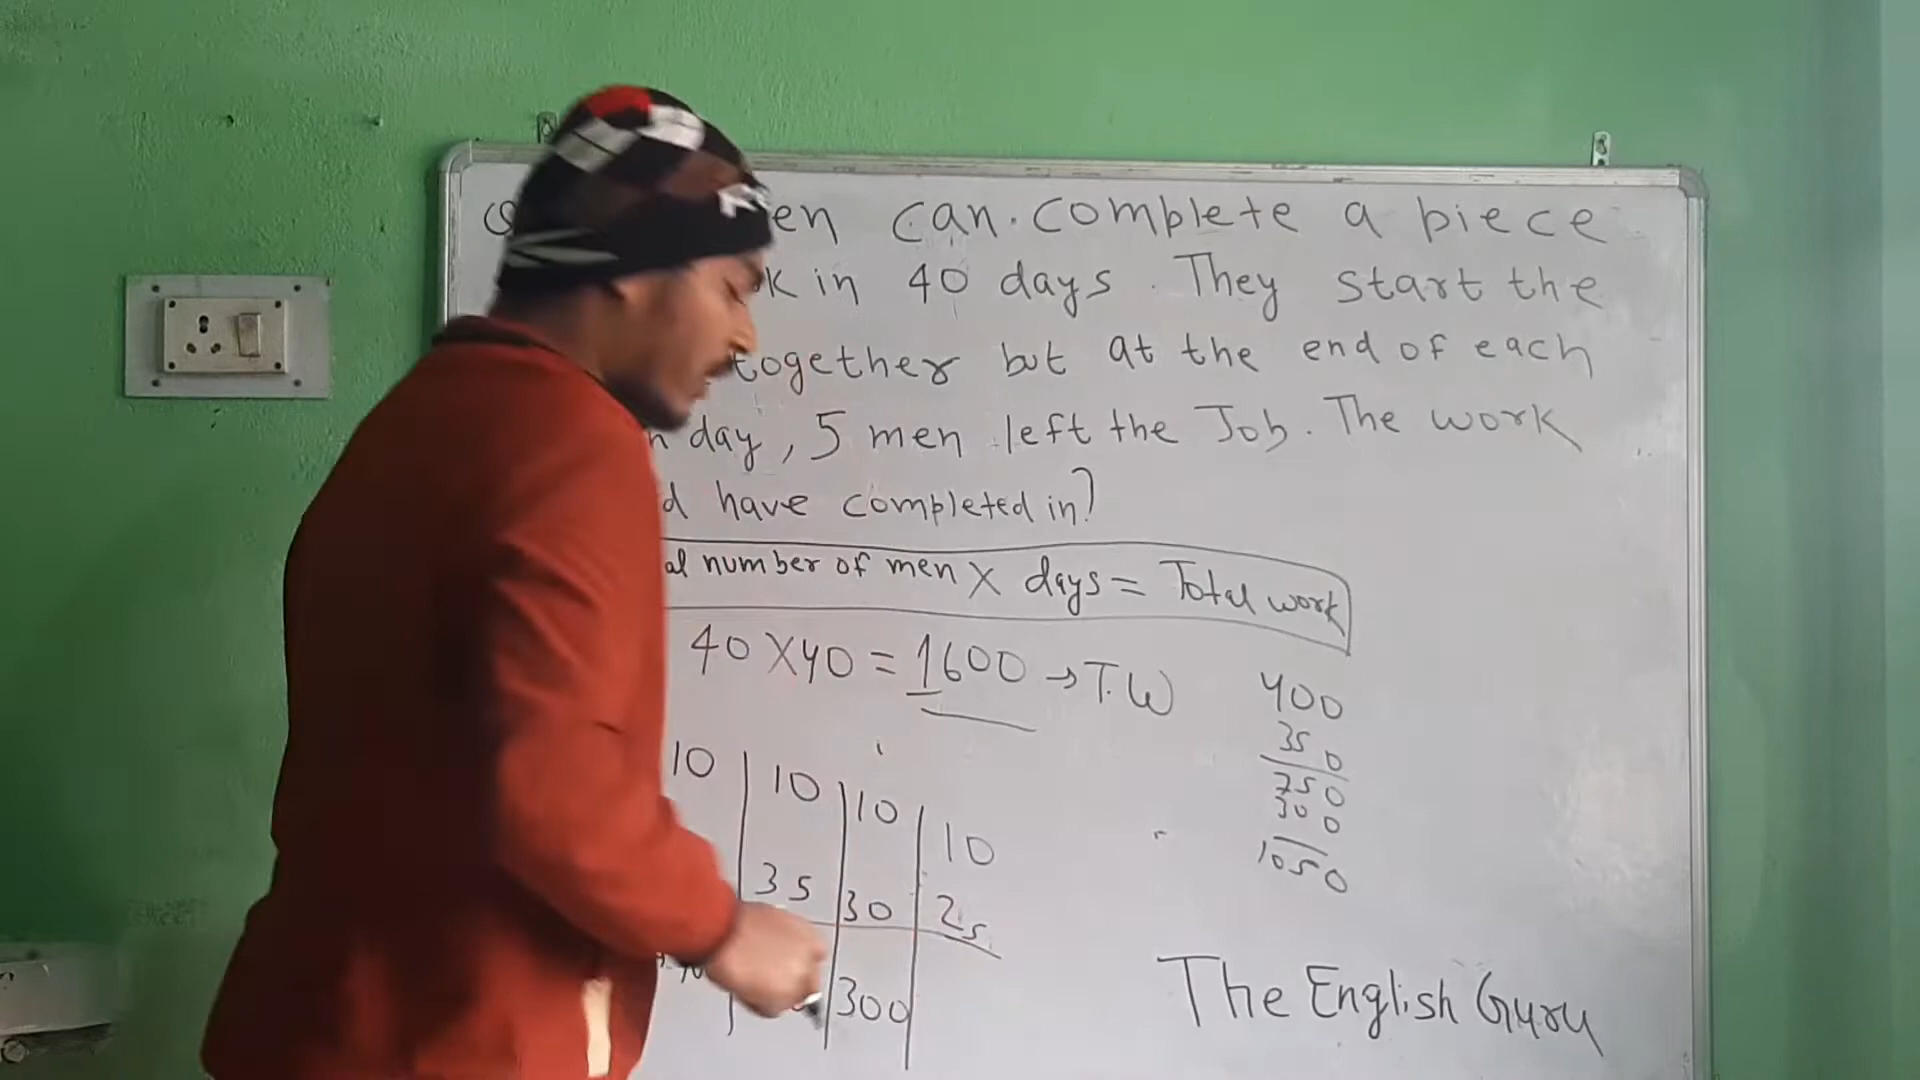 can complete a piece
in 40 days. They start the
together but at the end of each
day, 5 men left the Job. The work
have completed in?
number of men X days = Total work
40 X 40 = 1600 → T.W
400
350
750
300
1050
10 10 10 10
35 30 25
300
The English Guru